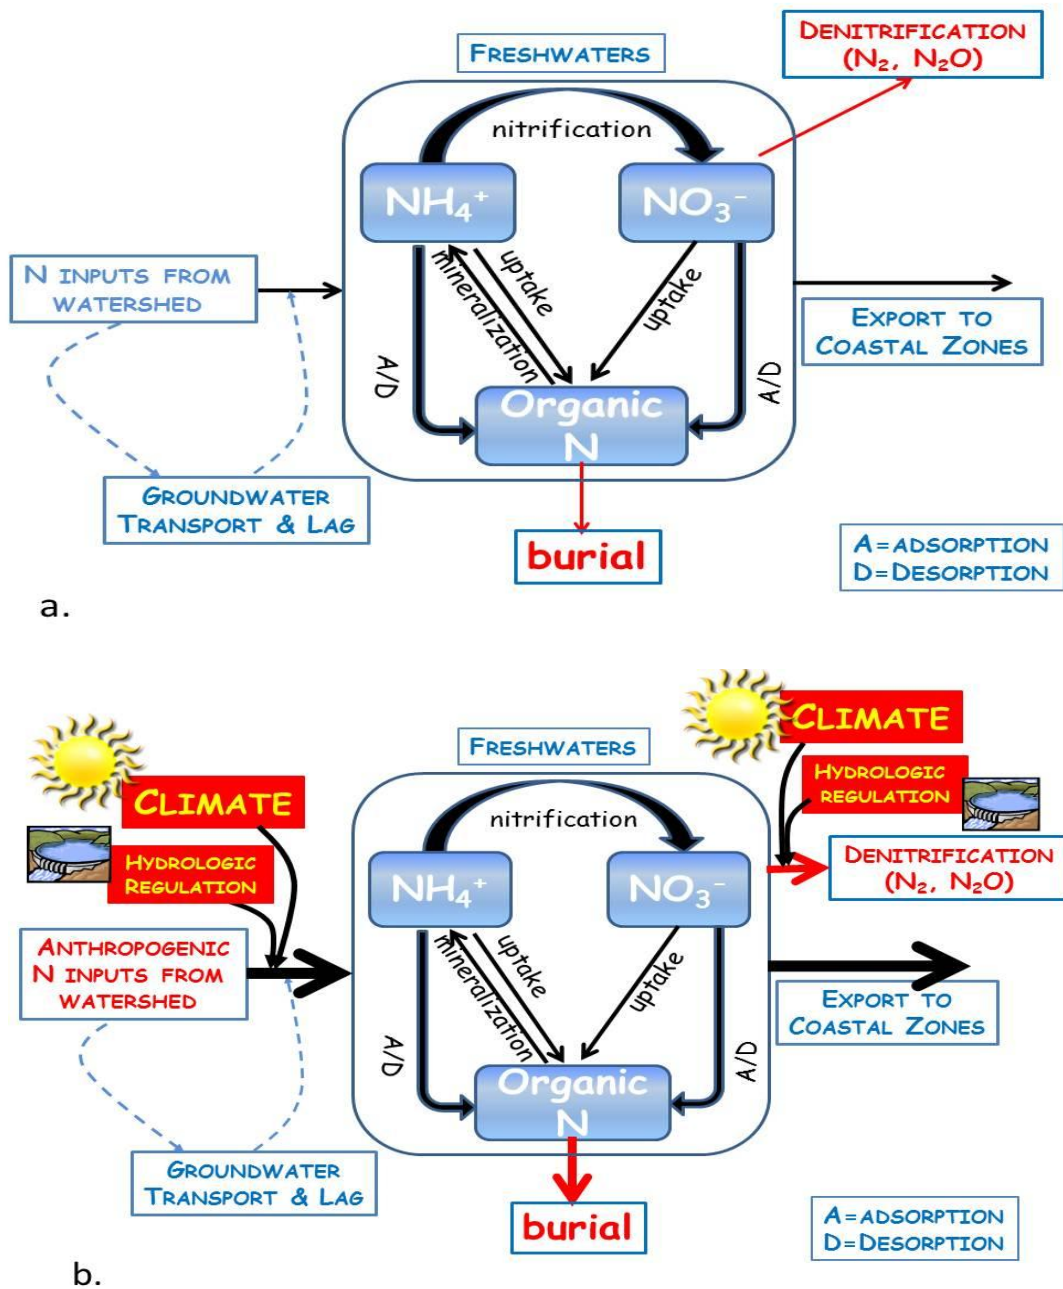 DENITRIFICATION
(N₂, N₂O)
FRESHWATERS
nitrification
NH₄⁺
NO₃⁻
N INPUTS FROM
WATERSHED
mineralization
uptake
uptake
EXPORT TO
COASTAL ZONES
A/D
A/D
Organic
N
GROUNDWATER
TRANSPORT & LAG
burial
A=ADSORPTION
D=DESORPTION
a.
CLIMATE
FRESHWATERS
HYDROLOGIC
REGULATION
CLIMATE
nitrification
HYDROLOGIC
REGULATION
DENITRIFICATION
(N₂, N₂O)
NH₄⁺
NO₃⁻
ANTHROPOGENIC
N INPUTS FROM
WATERSHED
mineralization
uptake
uptake
EXPORT TO
COASTAL ZONES
A/D
A/D
Organic
N
GROUNDWATER
TRANSPORT & LAG
burial
A=ADSORPTION
D=DESORPTION
b.